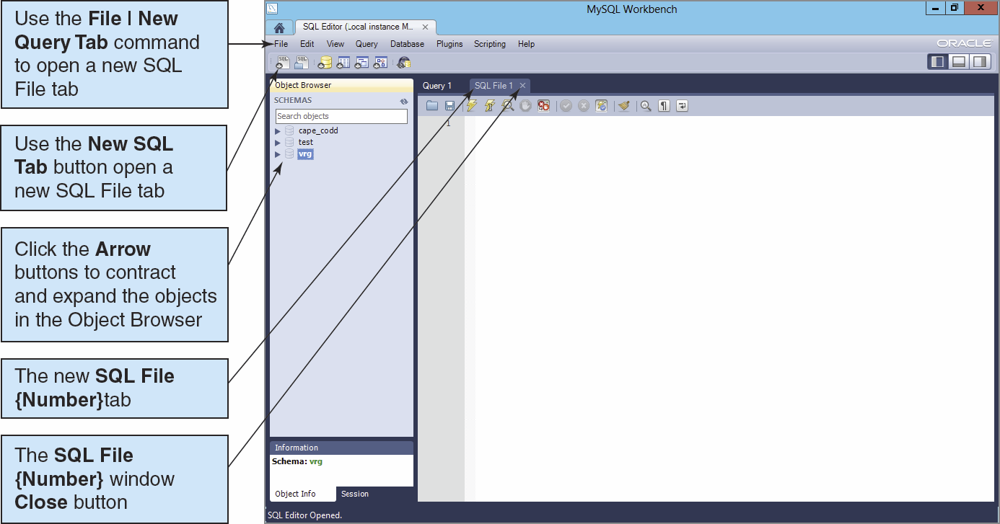 Use the File | New
Query Tab command
to open a new SQL
File tab
Use the New SQL
Tab button open a
new SQL File tab
Click the Arrow
buttons to contract
and expand the objects
in the Object Browser
The new SQL File
{Number}tab
The SQL File
{Number} window
Close button
MySQL Workbench
SQL Editor (Local instance M...
File Edit View Query Database Plugins Scripting Help
ORACLE
SQL SQL
Object Browser
SCHEMAS
Search objects
cape_codd
test
vrg
Query 1 SQL File 1
1
Information
Schema: vrg
Object Info Session
SQL Editor Opened.